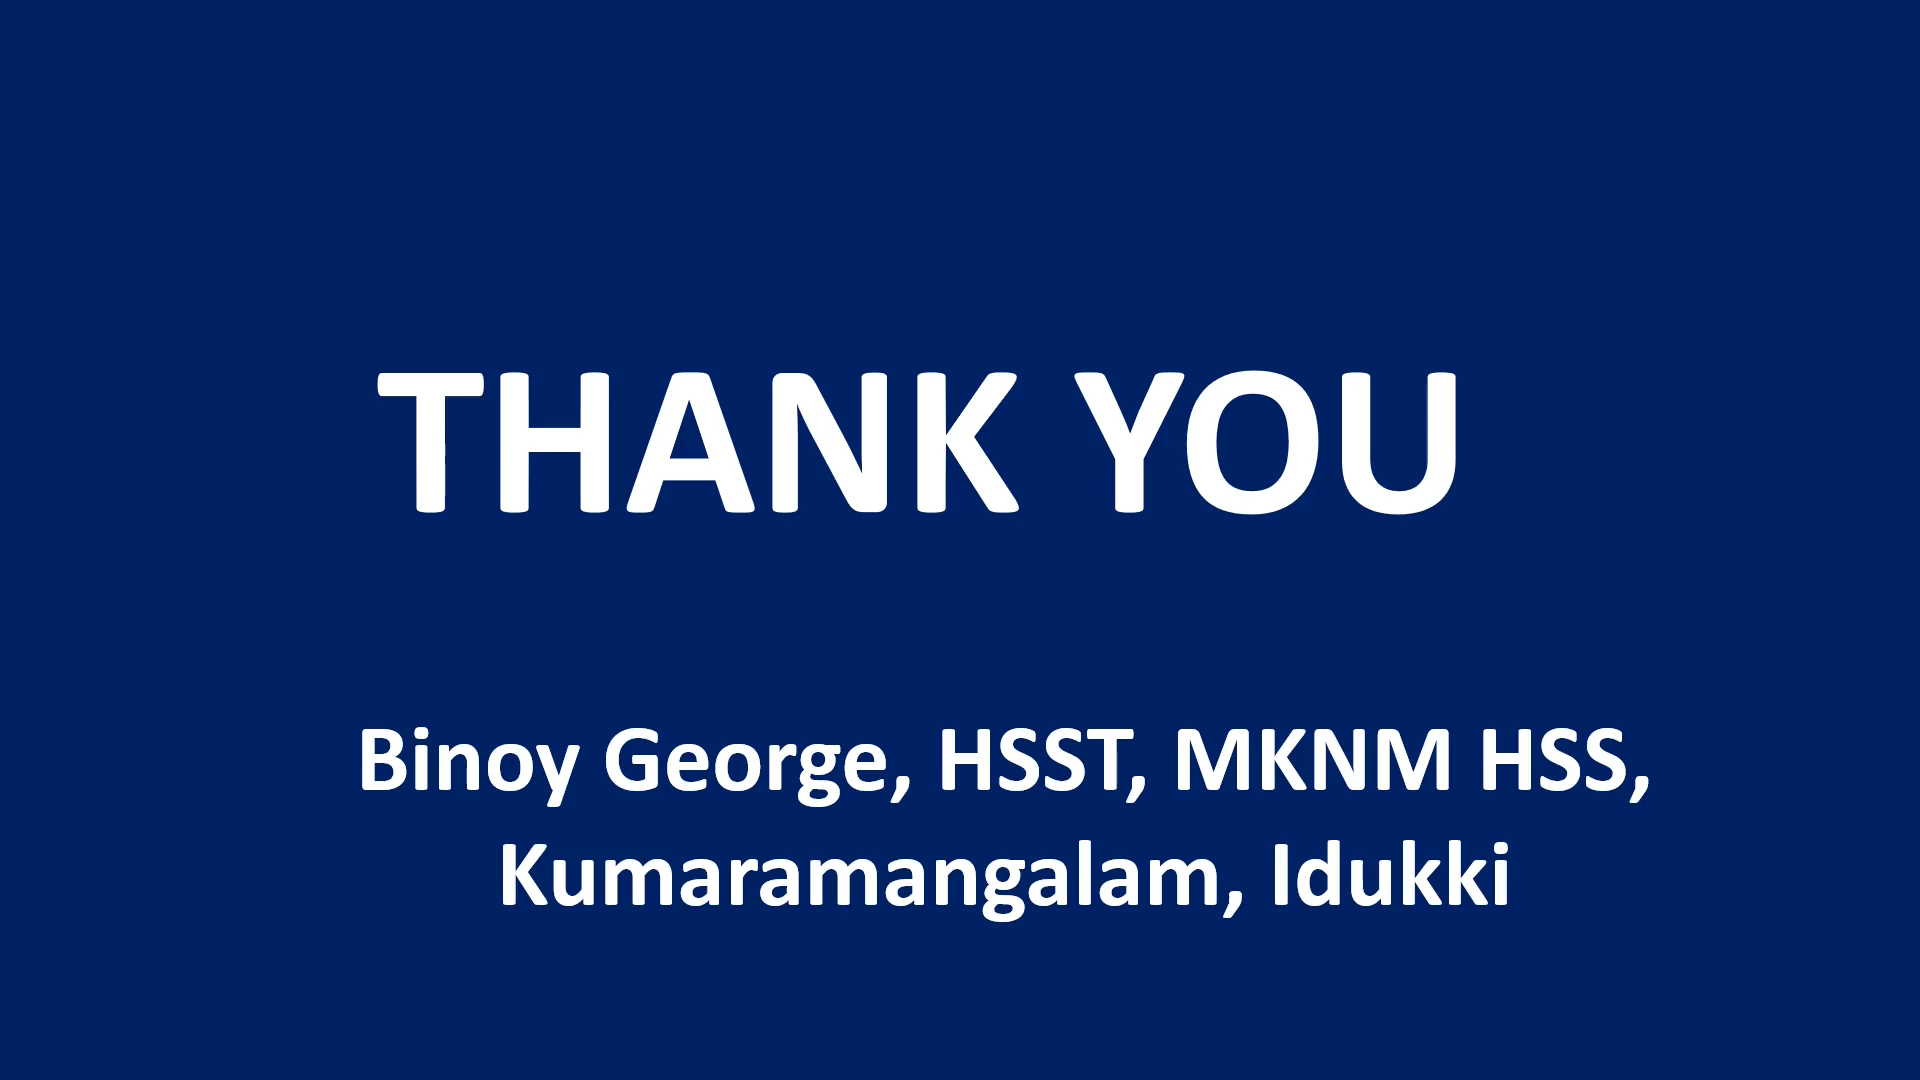 THANK YOU
Binoy George, HSST, MKNM HSS,
Kumaramangalam, Idukki